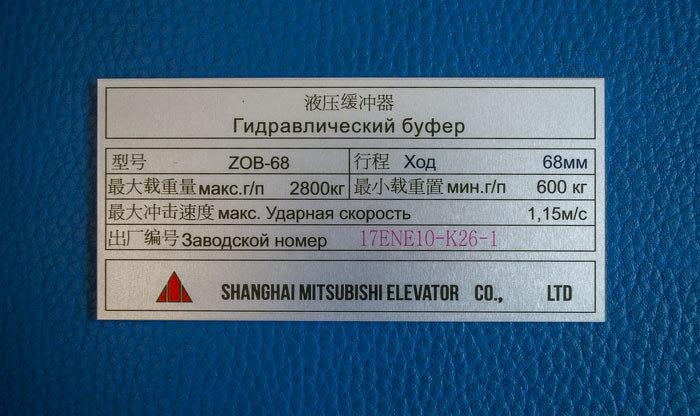 液压缓冲器
Гидравлический буфер
型号 ZOB-68 行程 Ход 68мм
最大载重量 макс.г/п 2800кг 最小载重置 мин.г/п 600 кг
最大冲击速度 макс. Ударная скорость 1,15м/с
出厂编号 Заводской номер 17ENE10-K26-1
SHANGHAI MITSUBISHI ELEVATOR CO., LTD